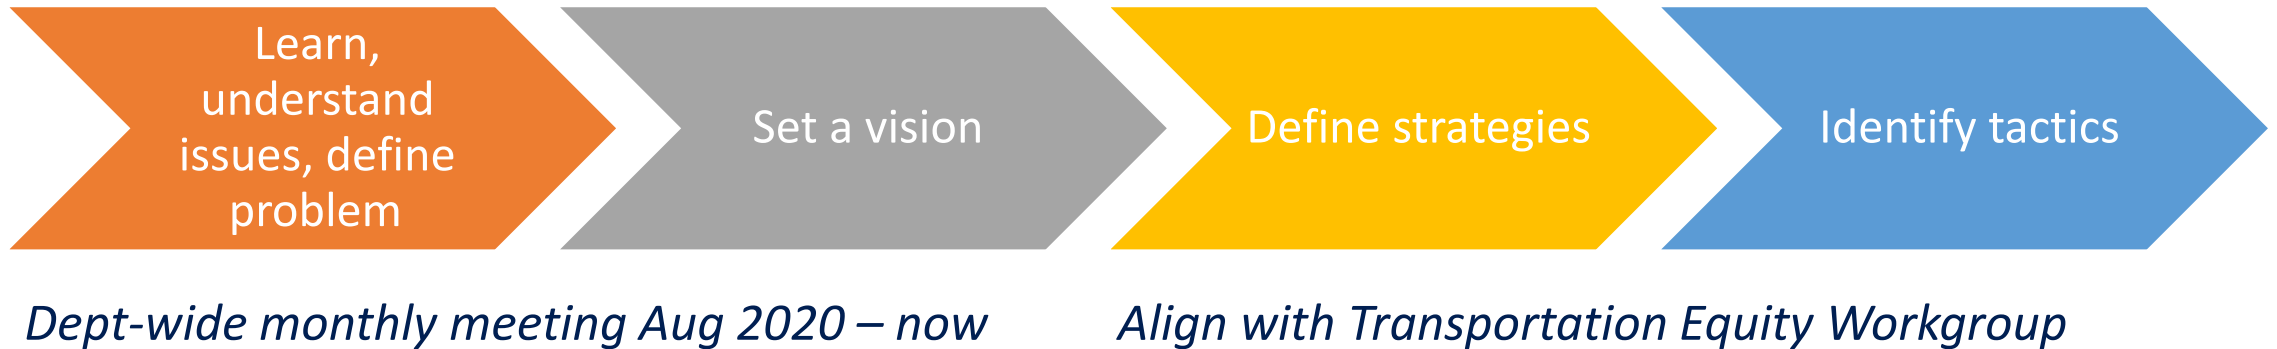 Learn,
understand
issues, define
problem
Set a vision
Define strategies
Identify tactics
Dept-wide monthly meeting Aug 2020 – now
Align with Transportation Equity Workgroup